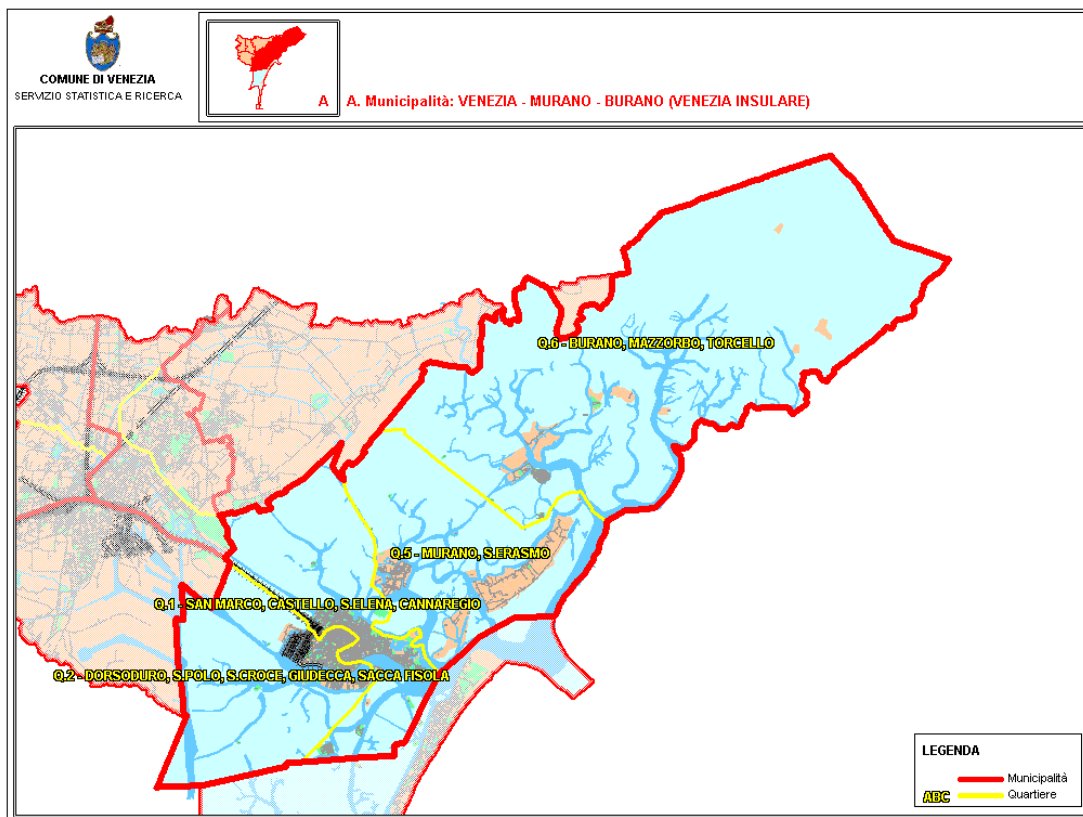 COMUNE DI VENEZIA
SERVIZIO STATISTICA E RICERCA
A A. Municipalità: VENEZIA - MURANO - BURANO (VENEZIA INSULARE)
Q.6 - BURANO, MAZZORBO, TORCELLO
Q.5 - MURANO, S.ERASMO
Q.1 - SAN MARCO, CASTELLO, S.ELENA, CANNAREGIO
Q.2 - DORSODURO, S.POLO, S.CROCE, GIUDECCA, SACCA FISOLA
LEGENDA
Municipalità
ABC Quartiere